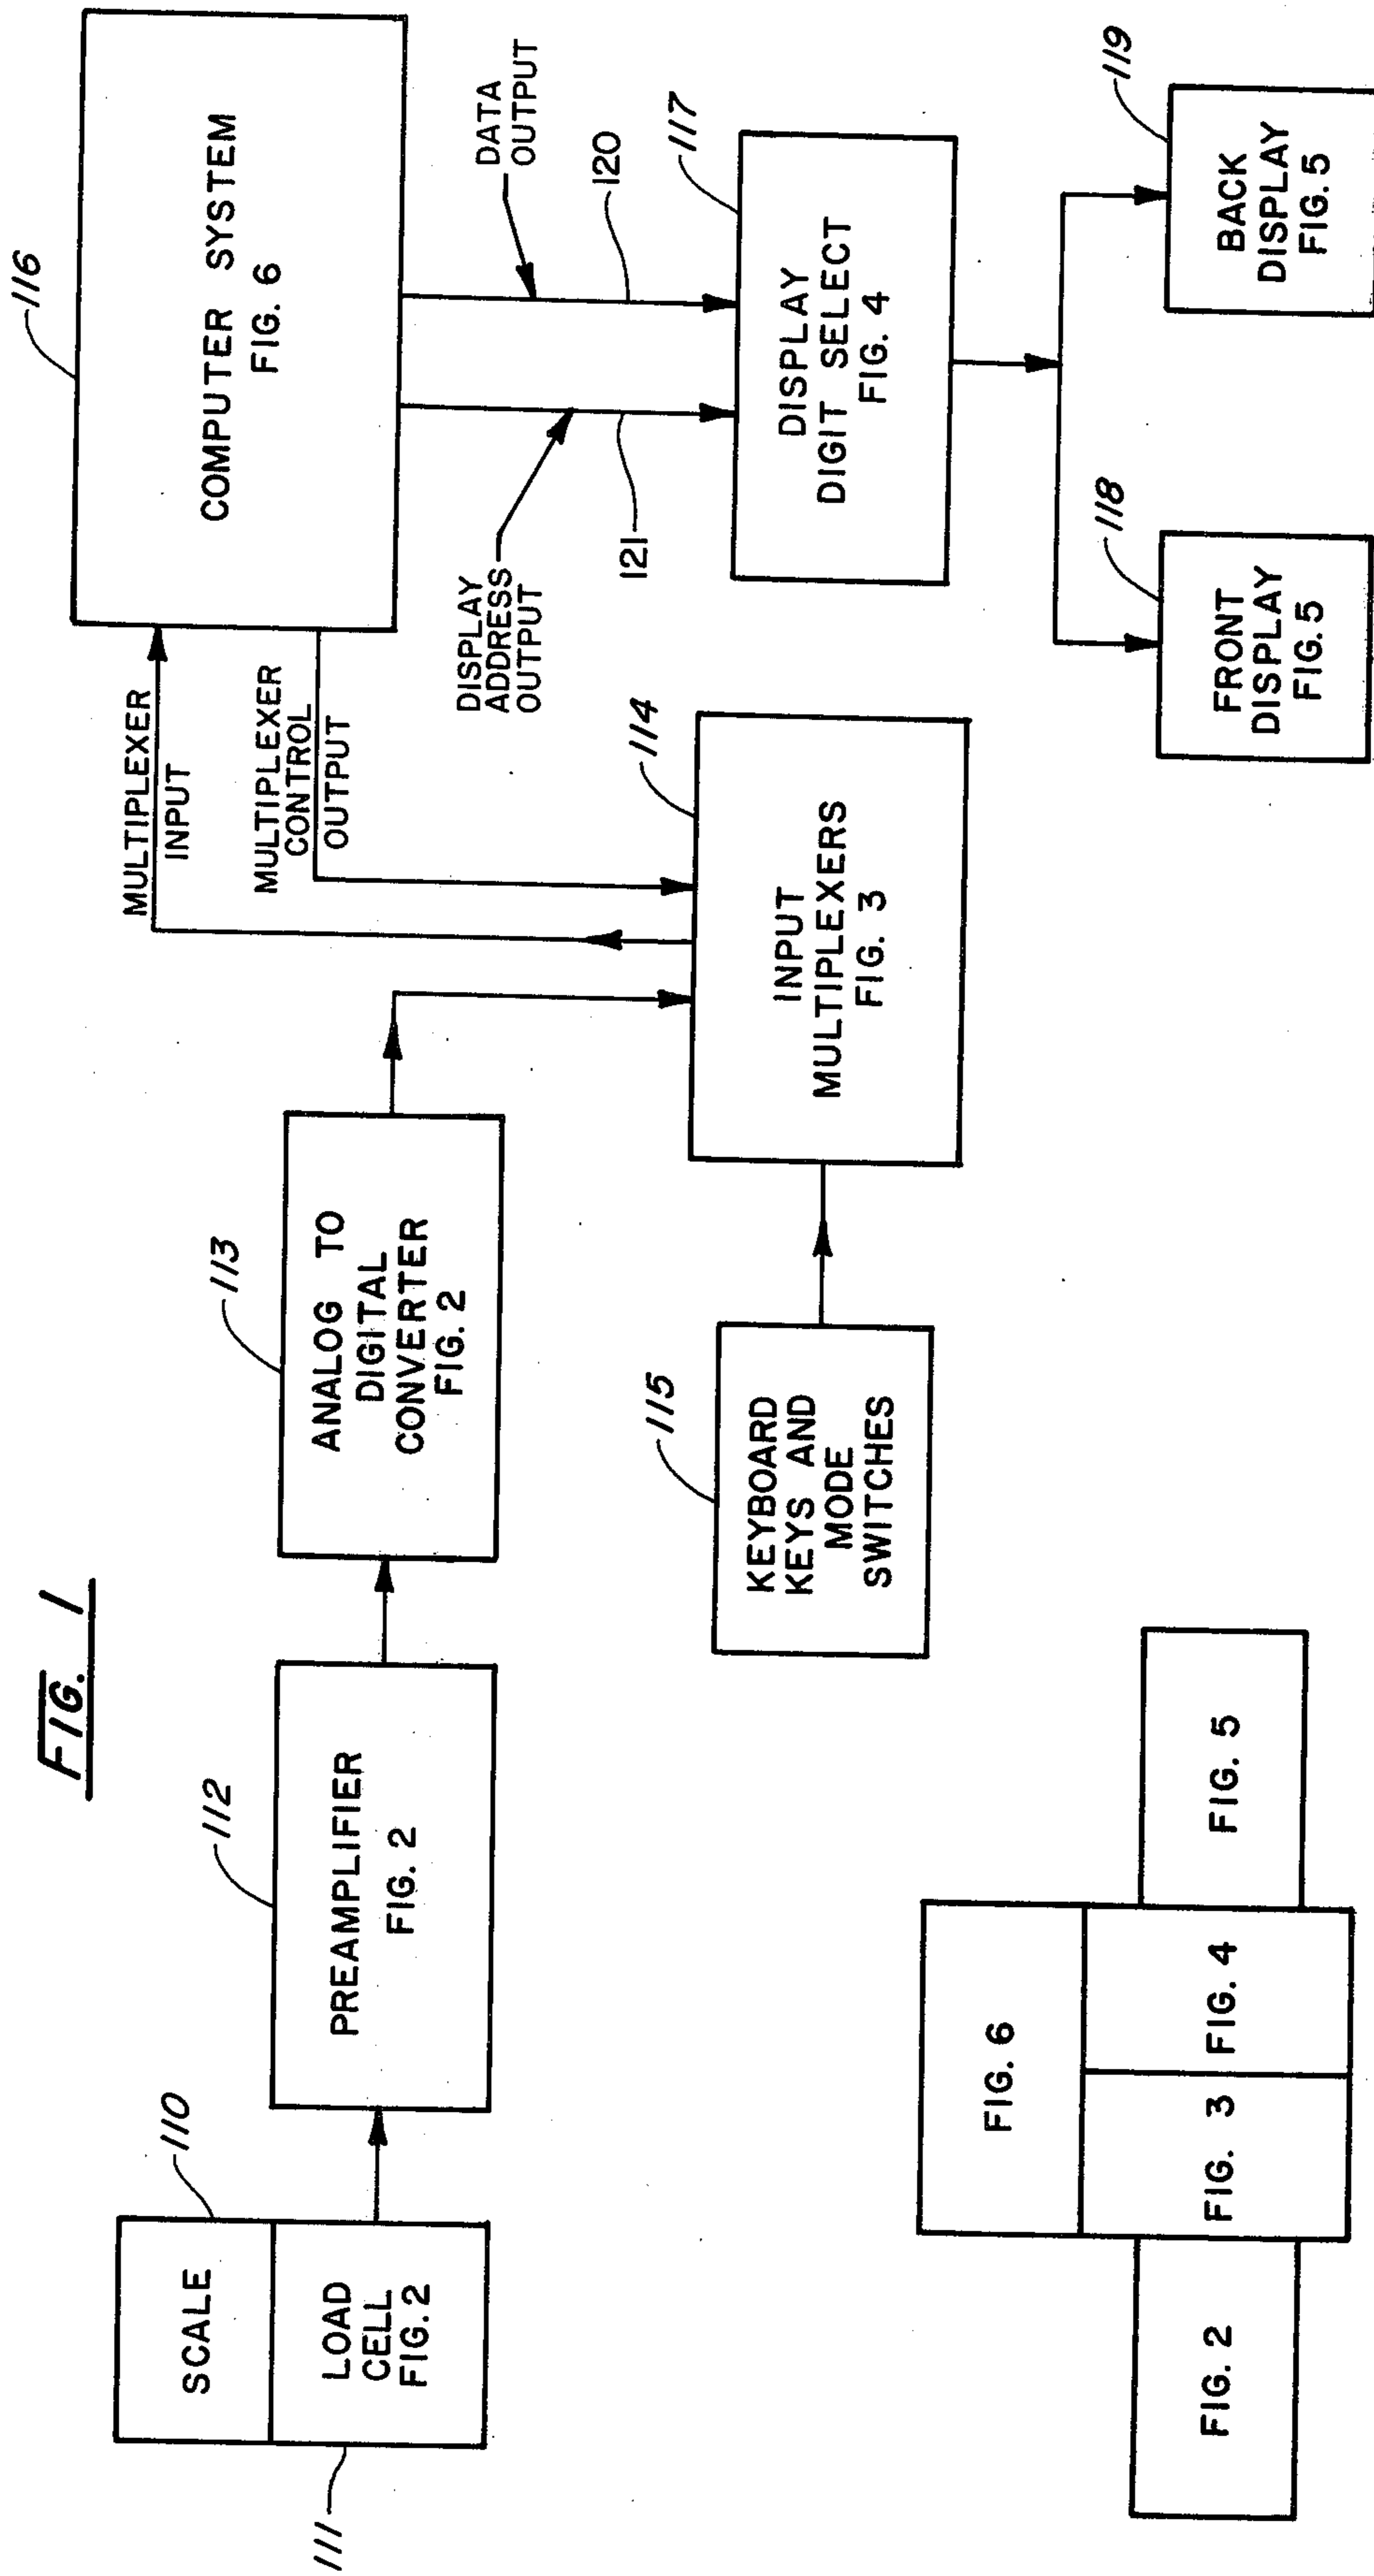 FIG. 1
116
COMPUTER SYSTEM
FIG. 6
MULTIPLEXER
INPUT
MULTIPLEXER
CONTROL
OUTPUT
DATA
OUTPUT
120
DISPLAY
ADDRESS
OUTPUT
121
110
SCALE
LOAD
CELL
FIG. 2
111
112
PREAMPLIFIER
FIG. 2
113
ANALOG TO
DIGITAL
CONVERTER
FIG. 2
114
INPUT
MULTIPLEXERS
FIG. 3
117
DISPLAY
DIGIT SELECT
FIG. 4
115
KEYBOARD
KEYS AND
MODE
SWITCHES
118
FRONT
DISPLAY
FIG. 5
119
BACK
DISPLAY
FIG. 5
FIG. 6
FIG. 2
FIG. 3
FIG. 4
FIG. 5